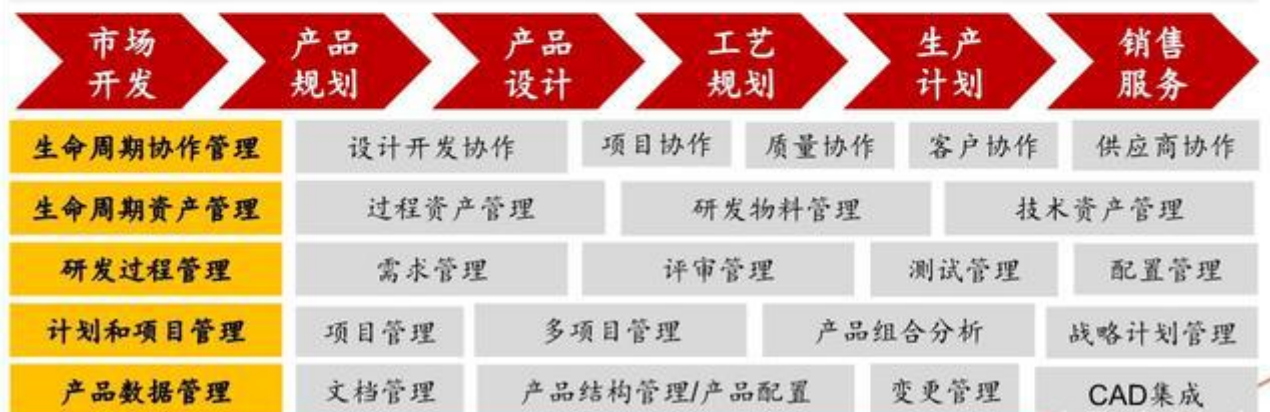 市场
开发
产品
规划
产品
设计
工艺
规划
生产
计划
销售
服务
生命周期协作管理 设计开发协作 项目协作 质量协作 客户协作 供应商协作
生命周期资产管理 过程资产管理 研发物料管理 技术资产管理
研发过程管理 需求管理 评审管理 测试管理 配置管理
计划和项目管理 项目管理 多项目管理 产品组合分析 战略计划管理
产品数据管理 文档管理 产品结构管理/产品配置 变更管理 CAD集成